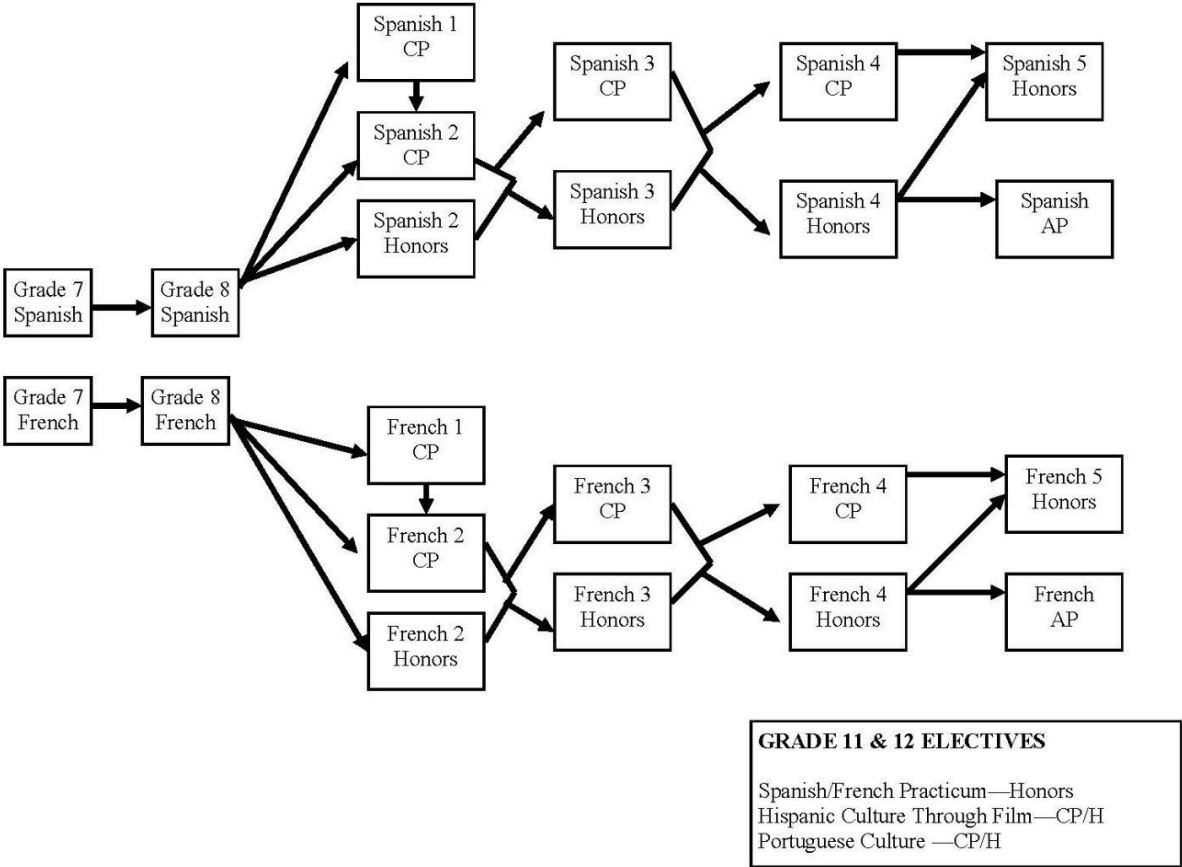 Spanish 1
CP
Spanish 2
CP
Spanish 2
Honors
Spanish 3
CP
Spanish 3
Honors
Spanish 4
CP
Spanish 4
Honors
Spanish 5
Honors
Spanish
AP
Grade 7
Spanish
Grade 8
Spanish
Grade 7
French
Grade 8
French
French 1
CP
French 2
CP
French 2
Honors
French 3
CP
French 3
Honors
French 4
CP
French 4
Honors
French 5
Honors
French
AP
GRADE 11 & 12 ELECTIVES
Spanish/French Practicum—Honors
Hispanic Culture Through Film—CP/H
Portuguese Culture —CP/H